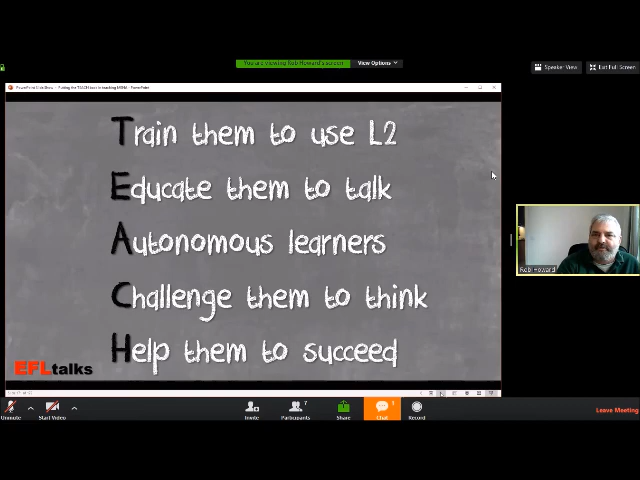 You are viewing Rob Howard's screen
View Options
Speaker View
Exit Full Screen
Train them to use L2
Educate them to talk
Autonomous learners
Challenge them to think
Help them to succeed
EFLtalks
Rob Howard
Unmute
Start Video
Invite
Participants
7
Share
Chat
Record
Leave Meeting